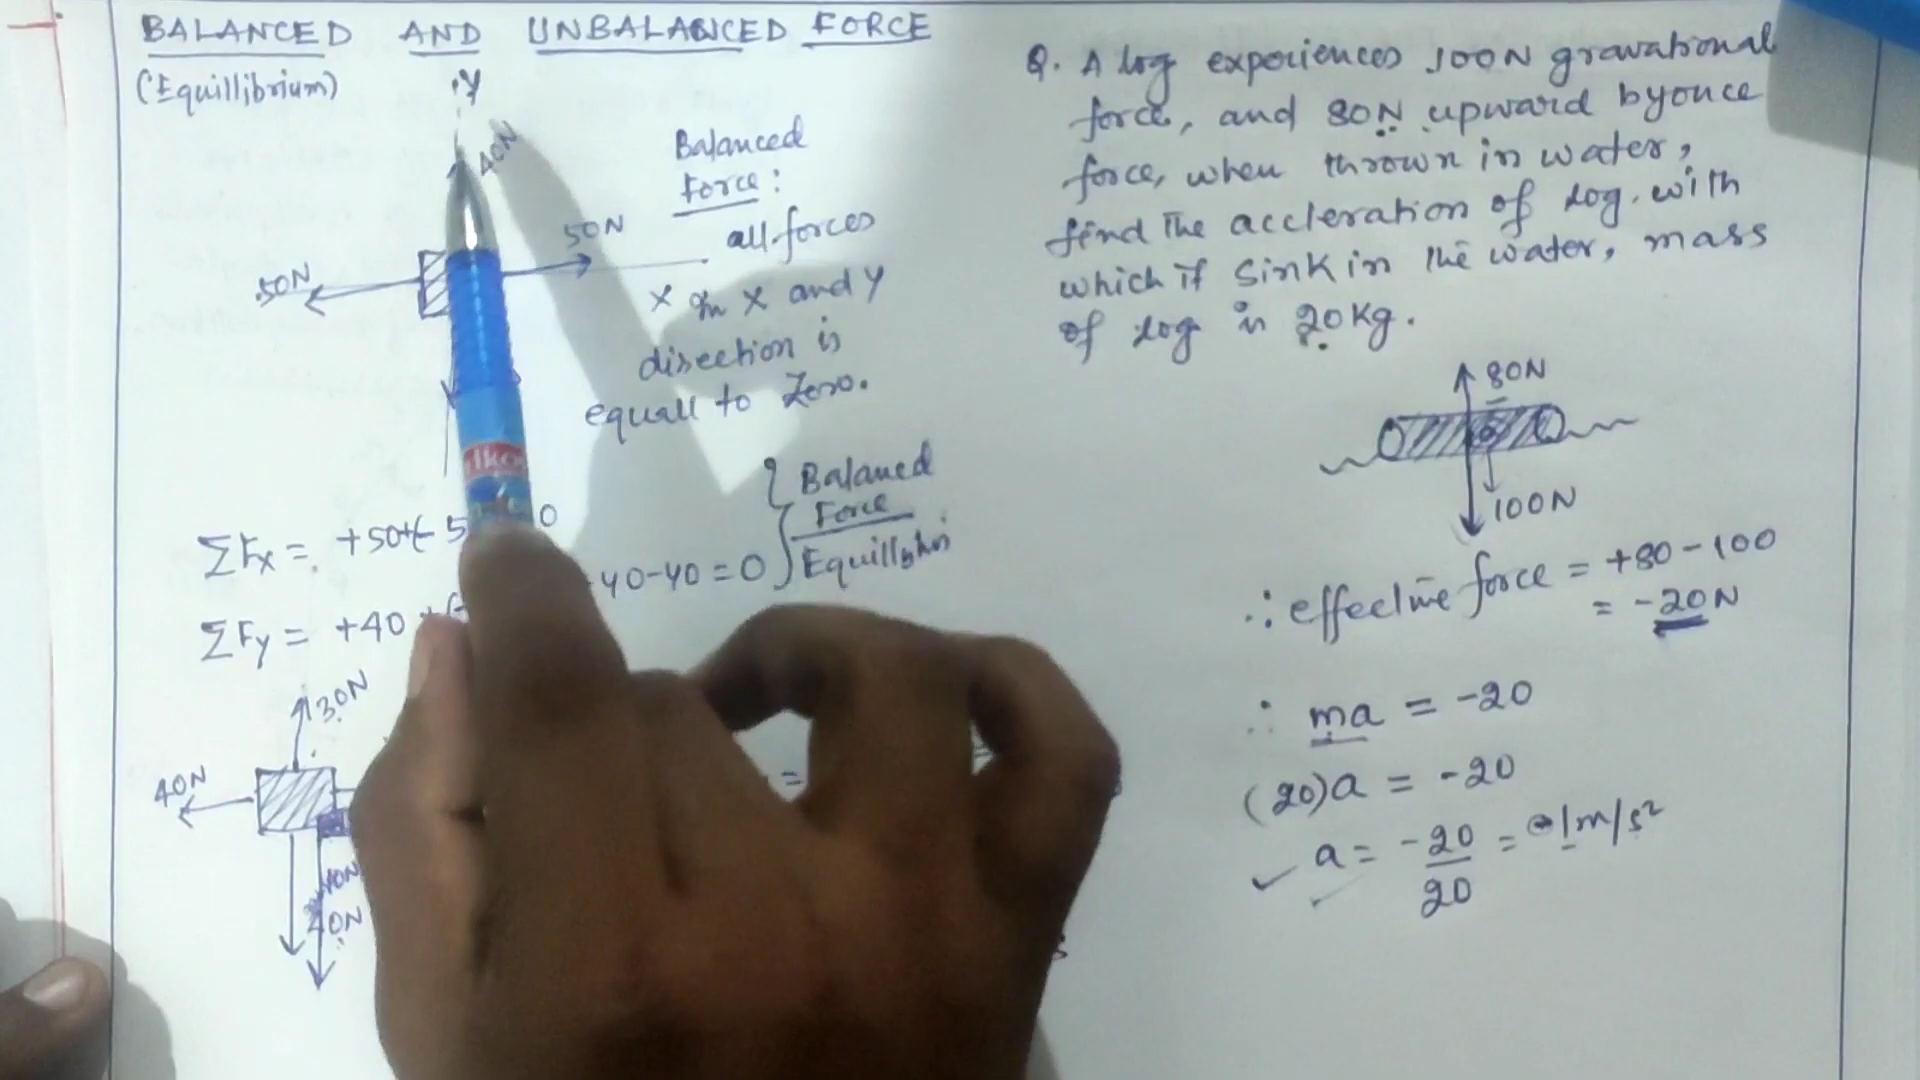 BALANCED AND UNBALANCED FORCE
(Equillibrium)
Y
40N
50N
50N
Balanced
Force:
all forces
in X and Y
direction is
equall to Zero.
ΣFx = +50+(-5 0
ΣFy = +40 +(- 40-40=0
Balanced
Force
30N
40N
40N
Q. A log experiences 100N gravational
force, and 80N upward byonce
force, when thrown in water,
find the accleration of log. with
which it sink in the water, mass
of log is 20Kg.
80N
100N
∴ effective force = +80-100
= -20N
∴ ma = -20
(20)a = -20
a = -20/20 = -1m/s²